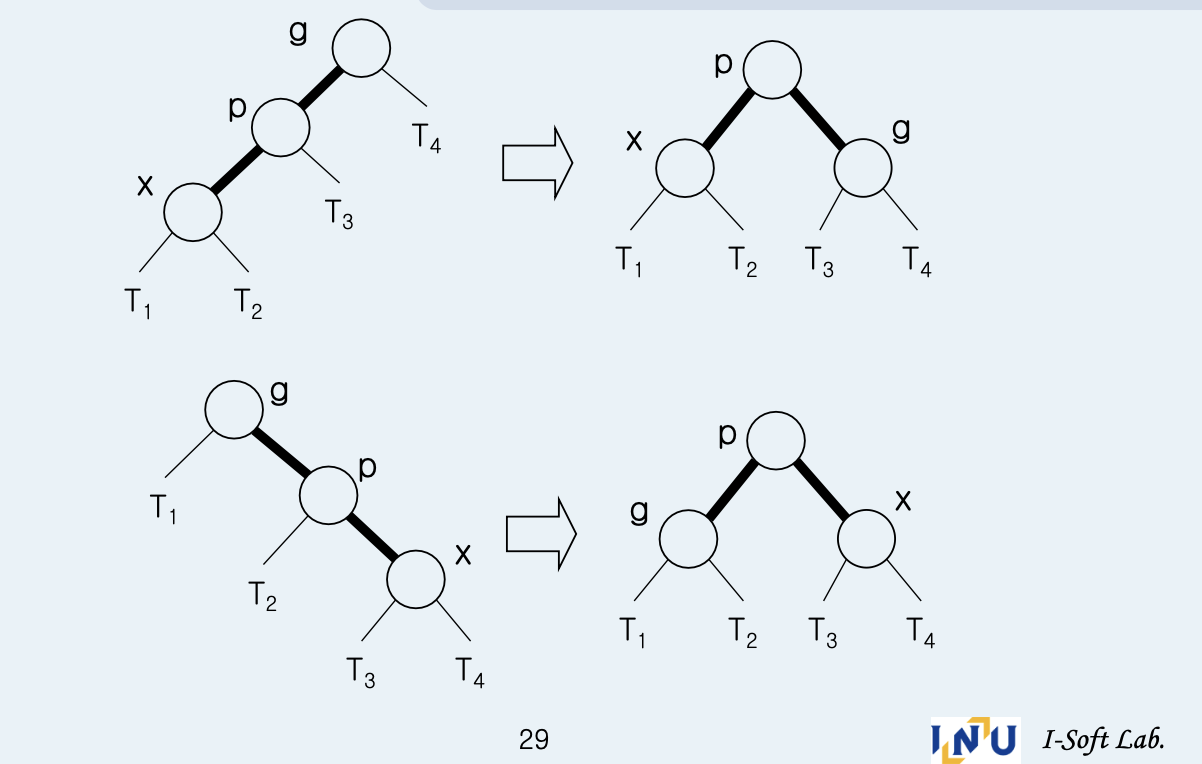 g
p
x
T₄
T₃
T₁ T₂
p
x
g
T₁ T₂ T₃ T₄
g
p
x
T₁
T₂
T₃ T₄
p
g
x
T₁ T₂ T₃ T₄
29
INU I-Soft Lab.